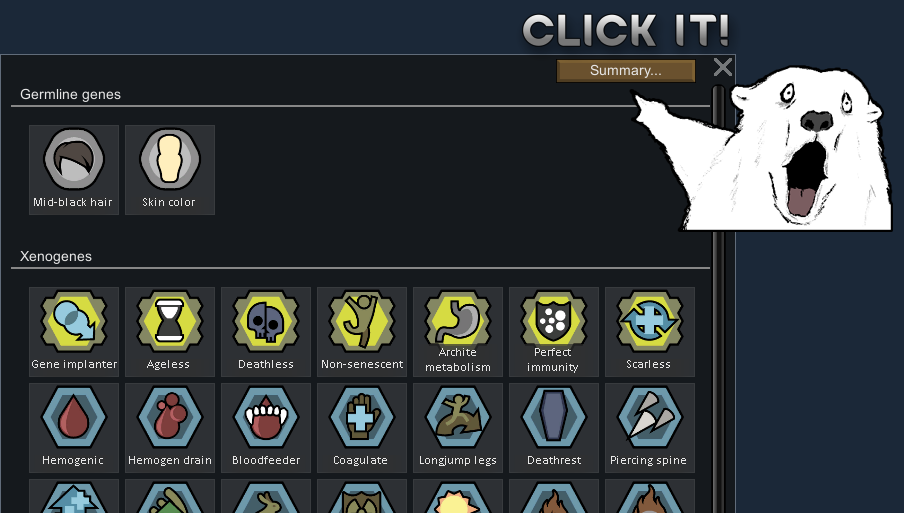 CLICK IT!
Summary...
Germline genes
Mid-black hair
Skin color
Xenogenes
Gene implanter
Ageless
Deathless
Non-senescent
Archite
metabolism
Perfect
immunity
Scarless
Hemogenic
Hemogen drain
Bloodfeeder
Coagulate
Longjump legs
Deathrest
Piercing spine